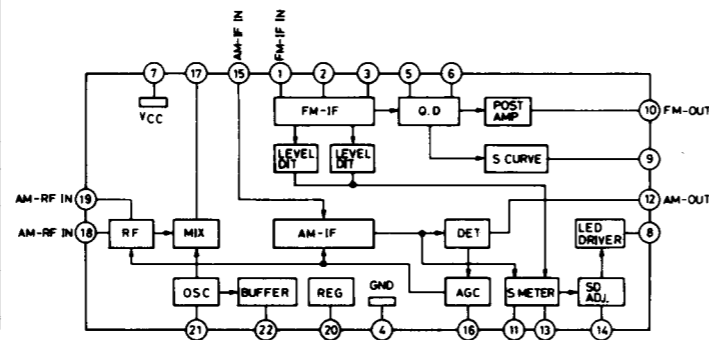 AM-IF IN
FM-IF IN
7
17
15
1
2
3
5
6
VCC
FM-IF
Q.D
POST
AMP
10
FM-OUT
LEVEL
DIT
LEVEL
DIT
S CURVE
9
AM-RF IN
19
12
AM-OUT
AM-RF IN
18
RF
MIX
AM-IF
DET
LED
DRIVER
8
OSC
BUFFER
REG
GND
AGC
S METER
SD
ADJ.
21
22
20
4
16
11
13
14